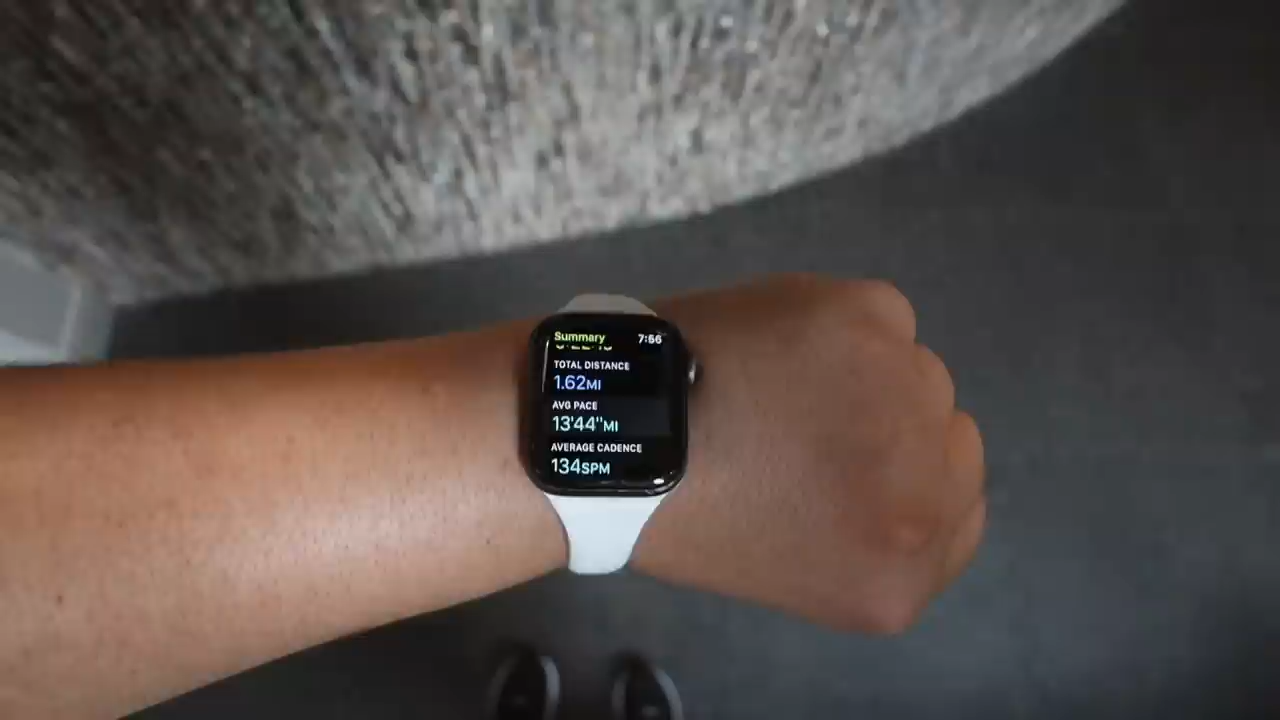 Summary 7:56
TOTAL DISTANCE
1.62MI
AVG PACE
13'44"MI
AVERAGE CADENCE
134SPM